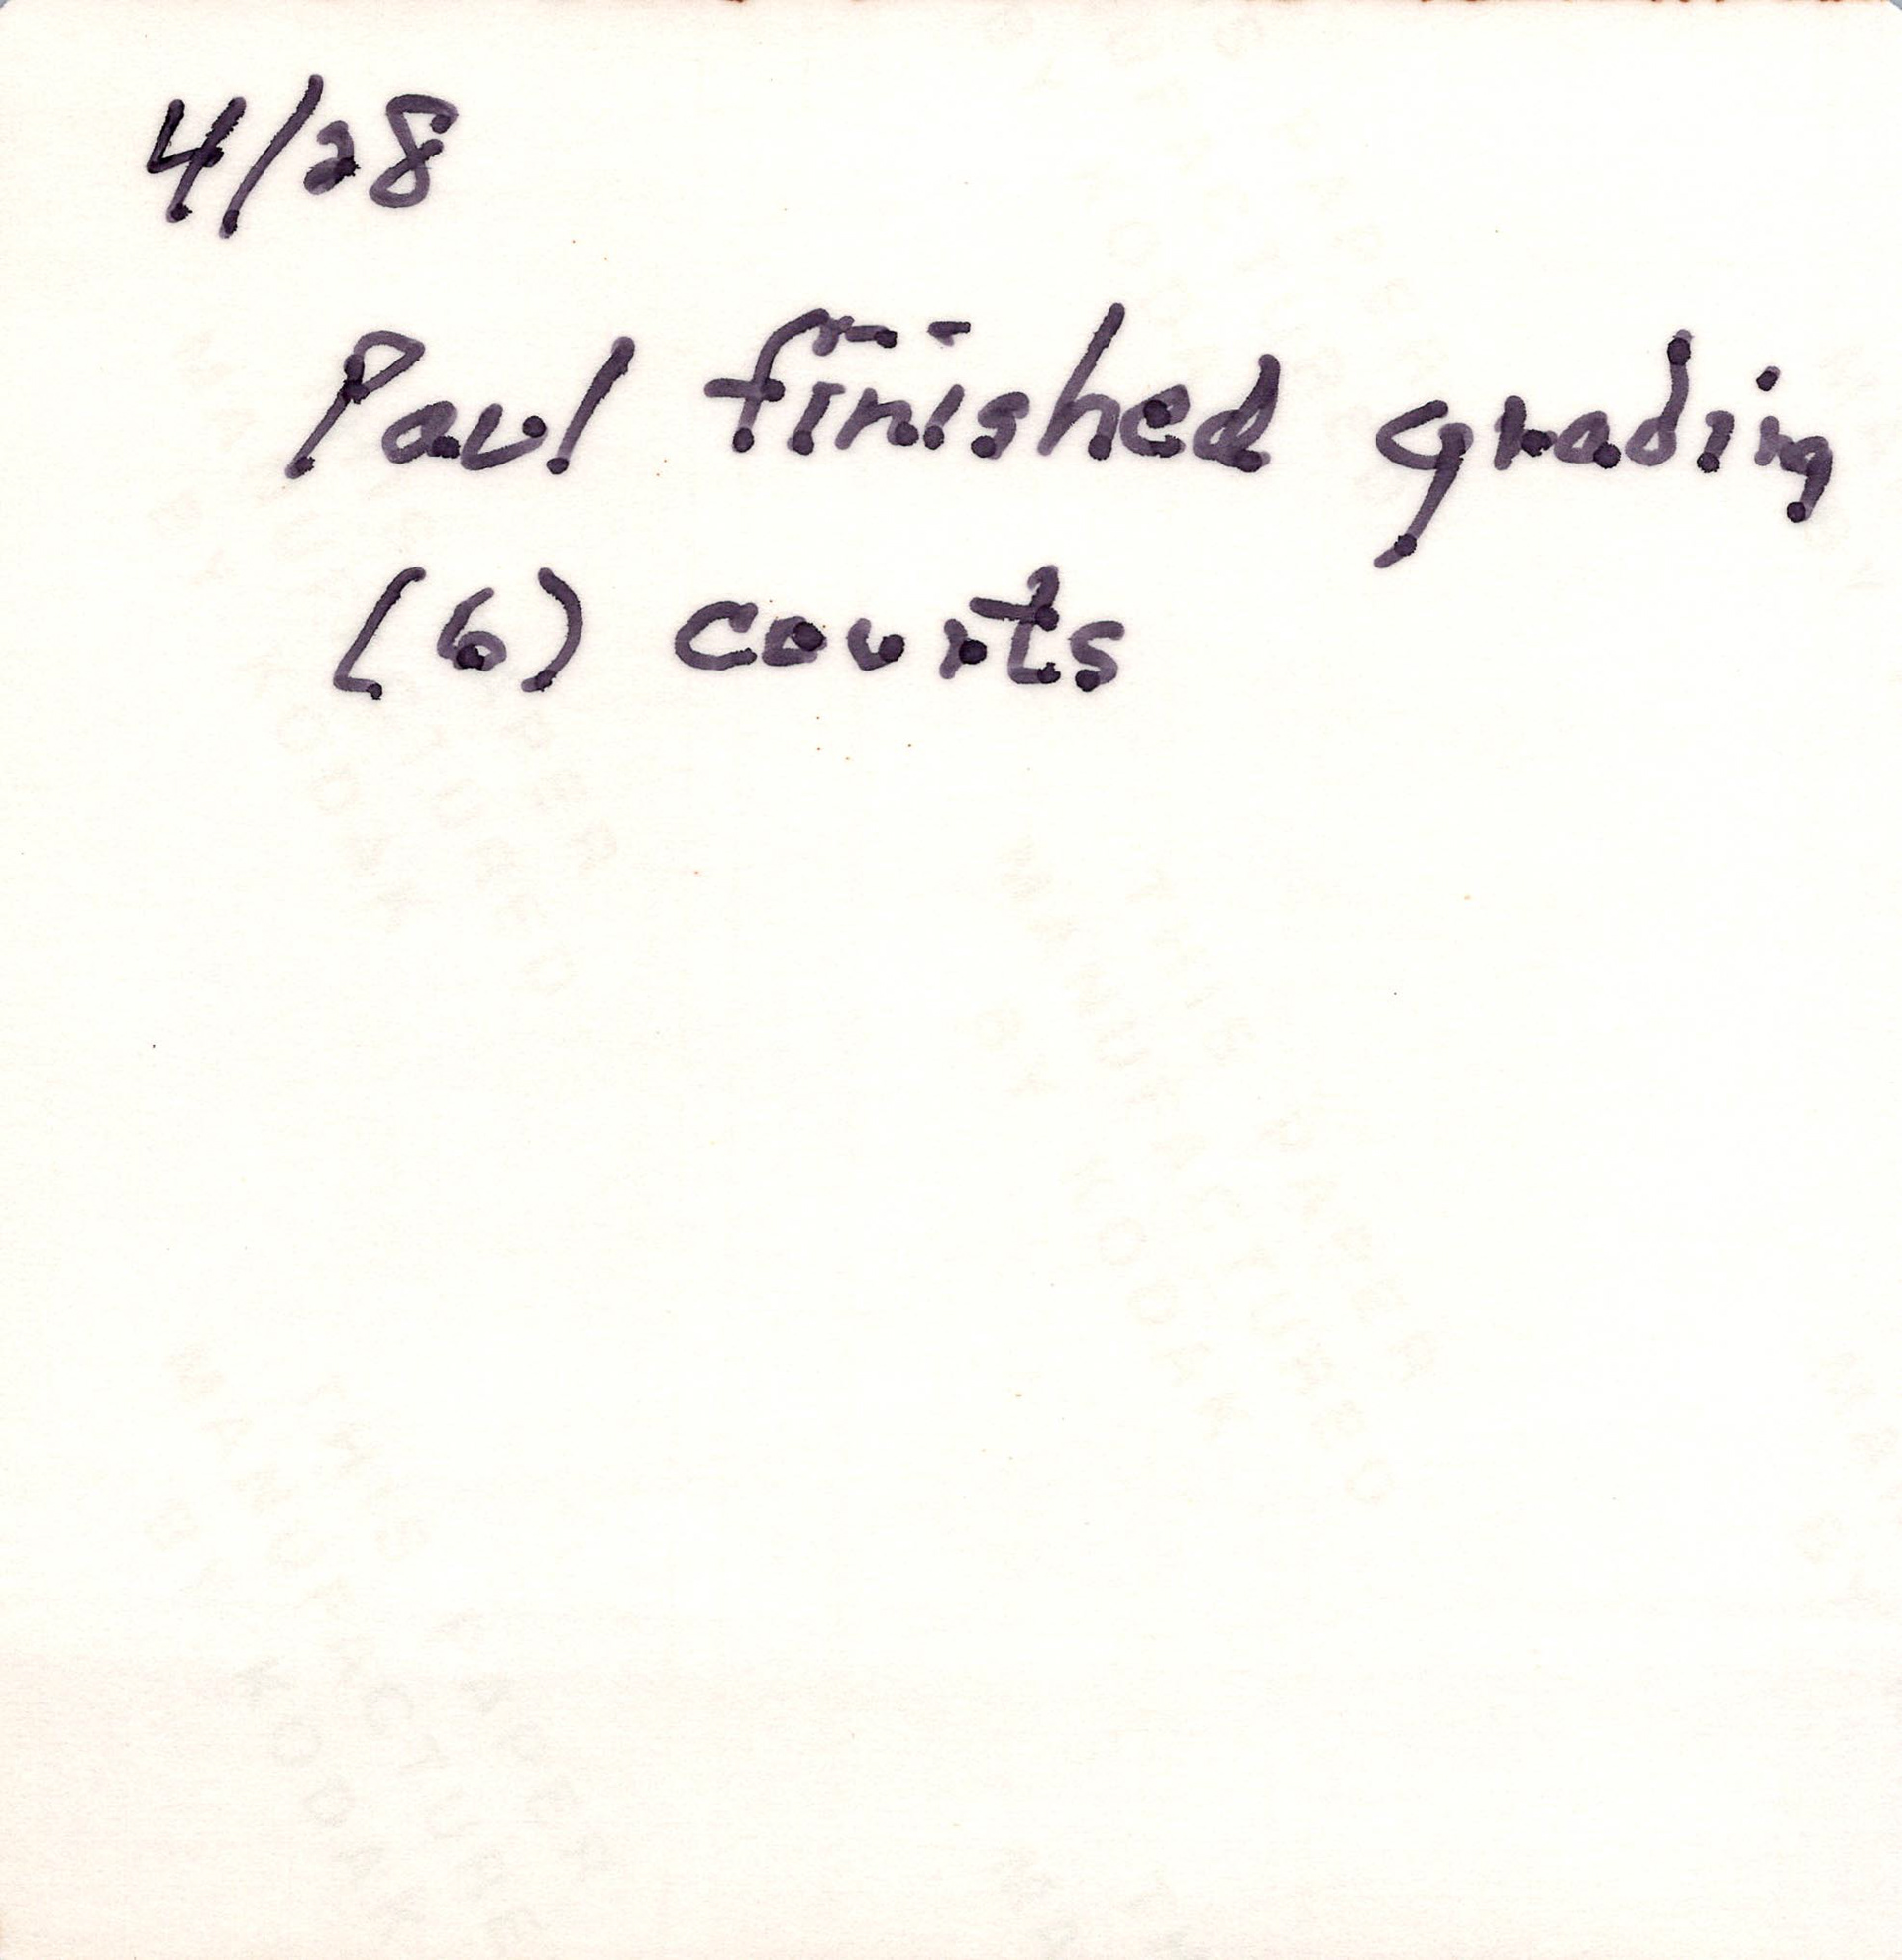 4/28
Paul finished grading
(6) courts